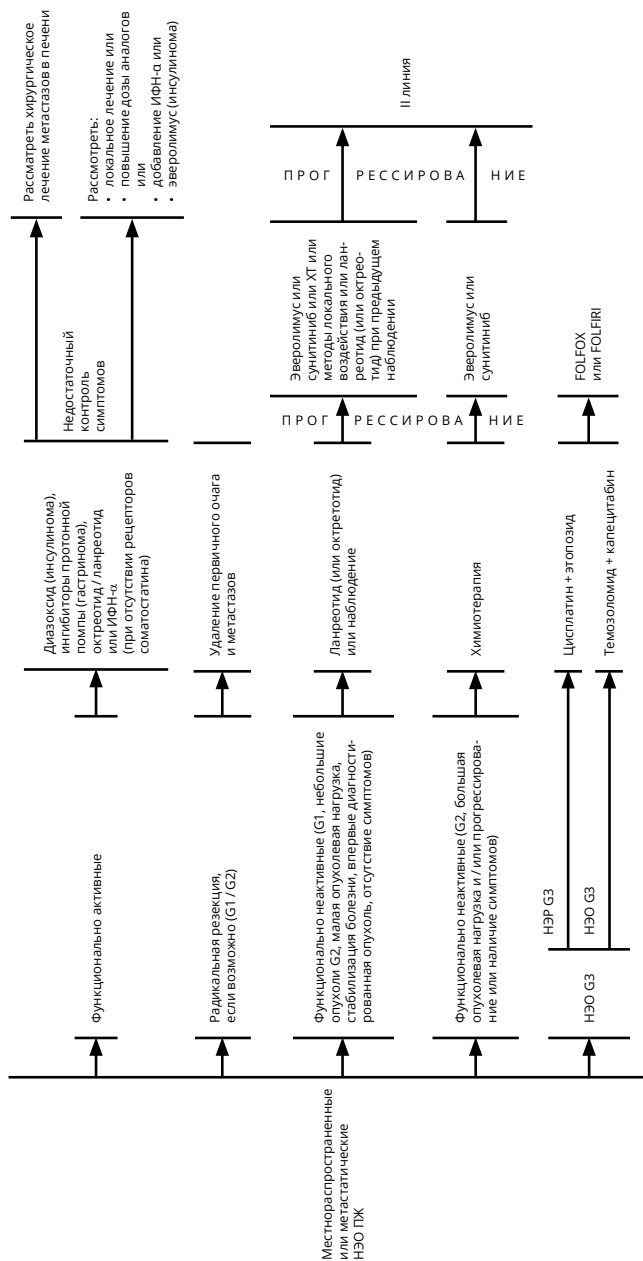 Местнораспространенные
или метастатические
НЭО ПЖ
Функционально активные
Диазоксид (инсулинома),
ингибиторы протонной
помпы (гастринома),
октреотид / ланреотид
или ИФН-α
(при отсутствии рецепторов
соматостатина)
Недостаточный
контроль
симптомов
Рассматреть хирургическое
лечение метастазов в печени
Рассмотреть:
• локальное лечение или
• повышение дозы аналогов
или
• добавление ИФН-α или
• эверолимус (инсулинома)
Радикальная резекция,
если возможно (G1 / G2)
Удаление первичного очага
и метастазов
Функционально неактивные (G1, небольшие
опухоли G2, малая опухолевая нагрузка,
стабилизация болезни, впервые диагности-
рованная опухоль, отсутствие симптомов)
Ланреотид (или октретотид)
или наблюдение
ПРОГРЕССИРОВАНИЕ
Эверолимус или
сунитиниб или ХТ или
методы локального
воздействия или лан-
реотид (или октрео-
тид) при предыдущем
наблюдении
ПРОГРЕССИРОВАНИЕ
II линия
Функционально неактивные (G2, большая
опухолевая нагрузка и / или прогрессирова-
ние или наличие симптомов)
Химиотерапия
Эверолимус или
сунитиниб
НЭО G3
НЭР G3
НЭО G3
Цисплатин + этопозид
Темозоломид + капецитабин
FOLFOX
или FOLFIRI